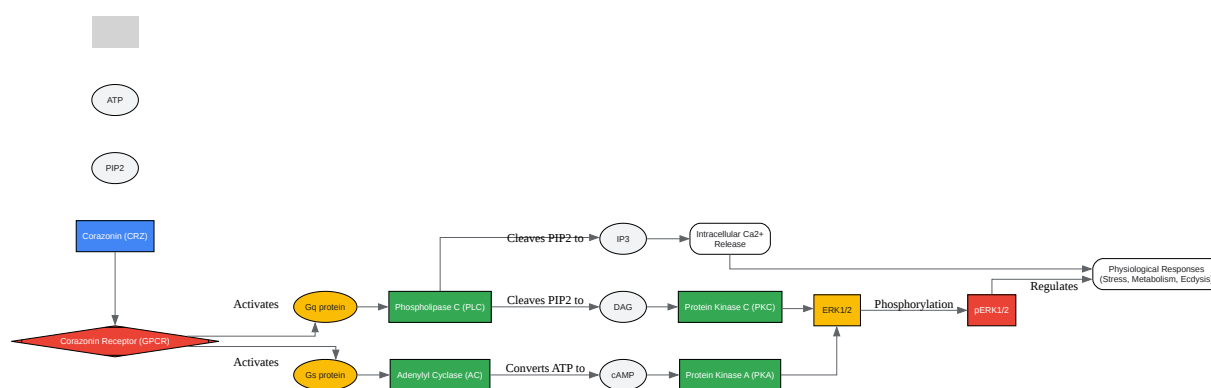 ATP
PIP2
Corazonin (CRZ)
Cleaves PIP2 to
IP3
Intracellular Ca2+
Release
Physiological Responses
(Stress, Metabolism, Ecdysis)
Regulates
Activates
Gq protein
Phospholipase C (PLC)
Cleaves PIP2 to
DAG
Protein Kinase C (PKC)
ERK1/2
Phosphorylation
pERK1/2
Corazonin Receptor (GPCR)
Activates
Gs protein
Adenylyl Cyclase (AC)
Converts ATP to
cAMP
Protein Kinase A (PKA)